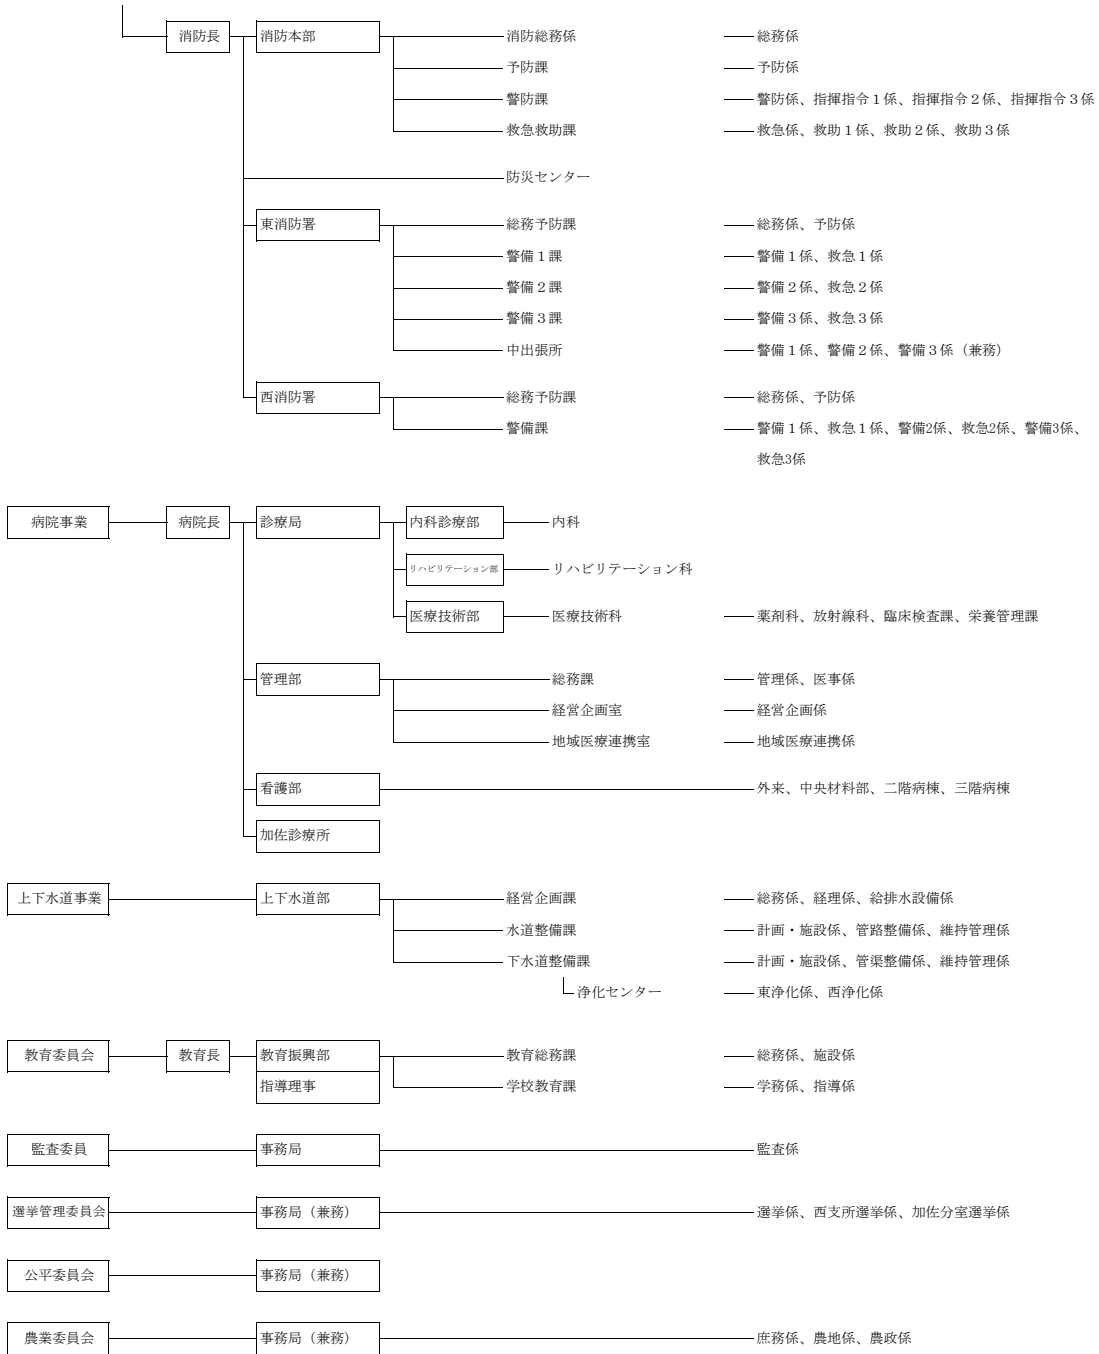 消防長 消防本部 消防総務係 総務係
予防課 予防係
警防課 警防係、指揮指令１係、指揮指令２係、指揮指令３係
救急救助課 救急係、救助１係、救助２係、救助３係
防災センター
東消防署 総務予防課 総務係、予防係
警備１課 警備１係、救急１係
警備２課 警備２係、救急２係
警備３課 警備３係、救急３係
中出張所 警備１係、警備２係、警備３係（兼務）
西消防署 総務予防課 総務係、予防係
警備課 警備１係、救急１係、警備2係、救急2係、警備3係、
救急3係
病院事業 病院長 診療局 内科診療部 内科
リハビリテーション部 リハビリテーション科
医療技術部 医療技術科 薬剤科、放射線科、臨床検査課、栄養管理課
管理部 総務課 管理係、医事係
経営企画室 経営企画係
地域医療連携室 地域医療連携係
看護部 外来、中央材料部、二階病棟、三階病棟
加佐診療所
上下水道事業 上下水道部 経営企画課 総務係、経理係、給排水設備係
水道整備課 計画・施設係、管路整備係、維持管理係
下水道整備課 計画・施設係、管渠整備係、維持管理係
浄化センター 東浄化係、西浄化係
教育委員会 教育長 教育振興部 教育総務課 総務係、施設係
指導理事 学校教育課 学務係、指導係
監査委員 事務局 監査係
選挙管理委員会 事務局（兼務） 選挙係、西支所選挙係、加佐分室選挙係
公平委員会 事務局（兼務）
農業委員会 事務局（兼務） 庶務係、農地係、農政係